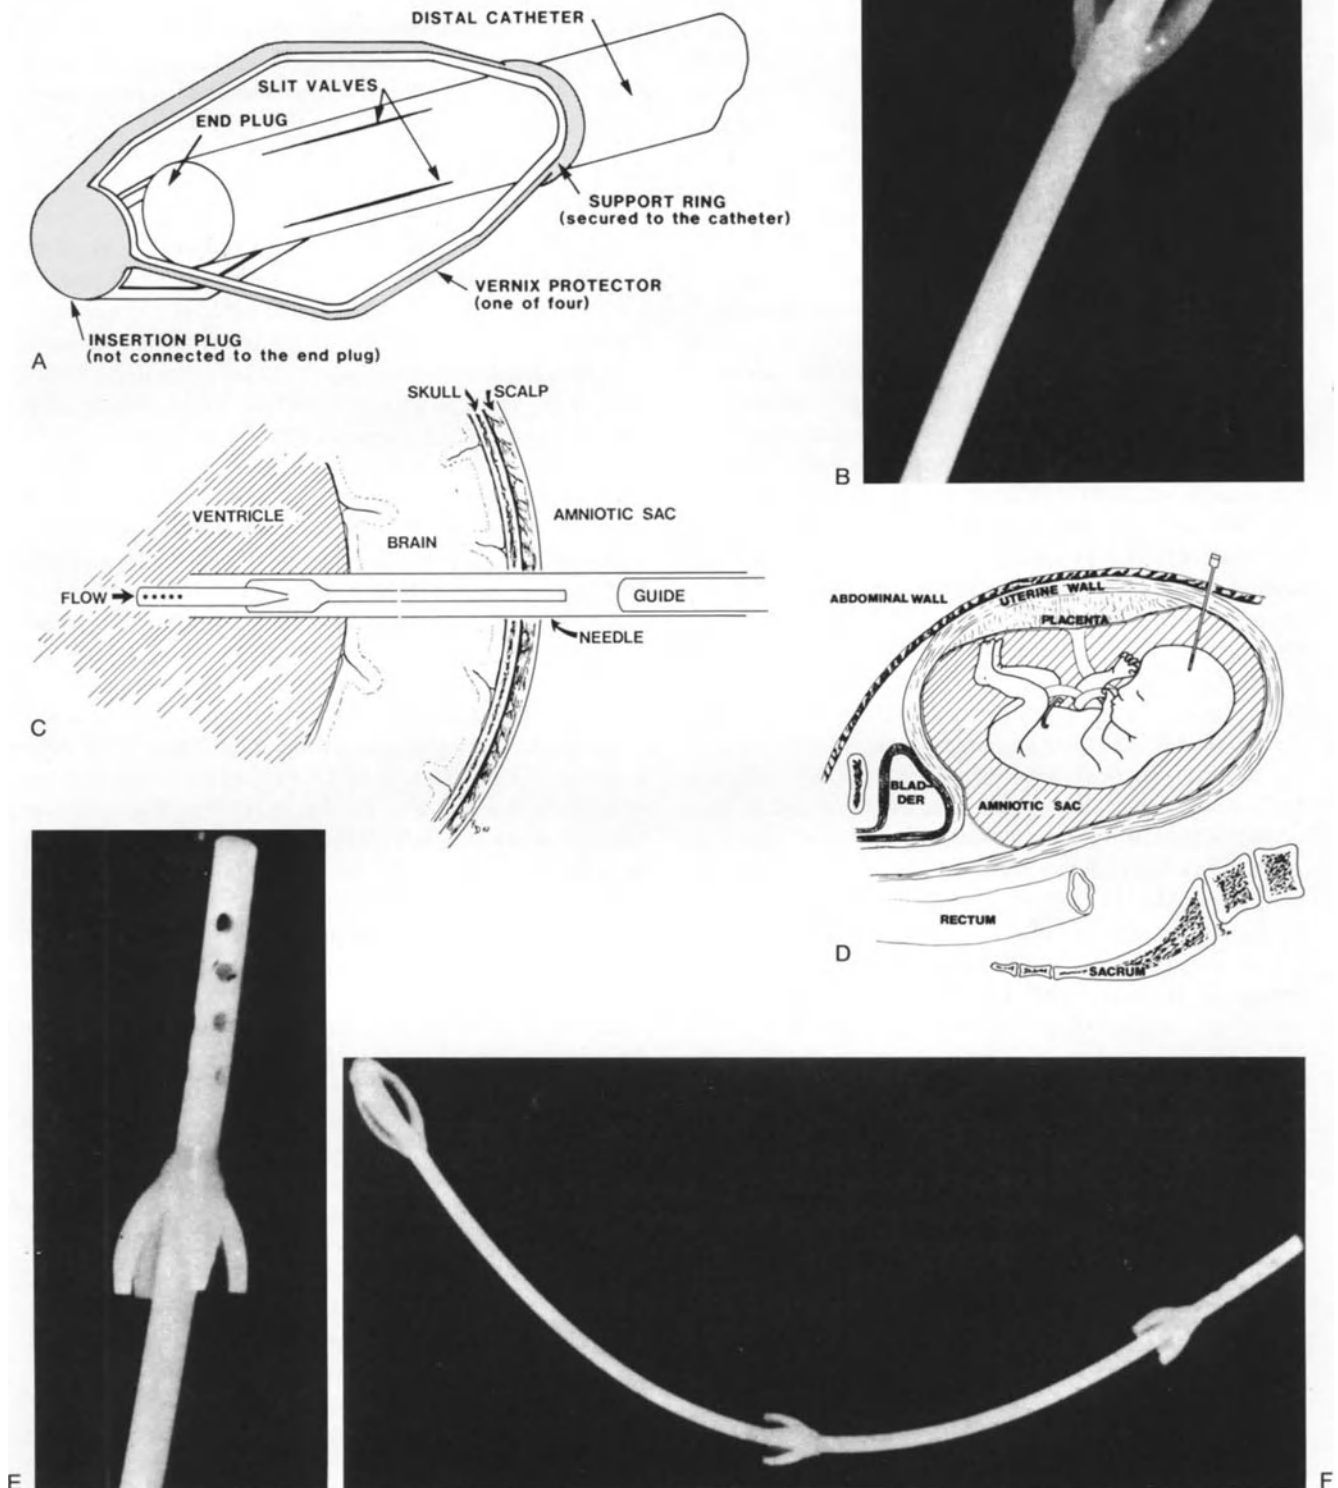 DISTAL CATHETER
SLIT VALVES
END PLUG
SUPPORT RING
(secured to the catheter)
VERNIX PROTECTOR
(one of four)
INSERTION PLUG
(not connected to the end plug)
A
B
SKULL
SCALP
VENTRICLE
AMNIOTIC SAC
BRAIN
FLOW
GUIDE
NEEDLE
C
ABDOMINAL WALL
UTERINE WALL
PLACENTA
BLAD-
DER
AMNIOTIC SAC
RECTUM
SACRUM
D
E
F